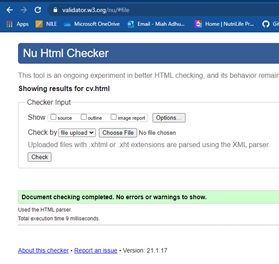 validator.w3.org/nu/#file
Apps NILE Microsoft Office Email – Miah Adhu... Home | NutriLife Pr...
Nu Html Checker
This tool is an ongoing experiment in better HTML checking, and its behavior remain
Showing results for cv.html
Checker Input
Show source outline image report Options...
Check by file upload Choose File No file chosen
Uploaded files with .xhtml or .xht extensions are parsed using the XML parser.
Check
Document checking completed. No errors or warnings to show.
Used the HTML parser.
Total execution time 9 milliseconds.
About this checker • Report an issue • Version: 21.1.17